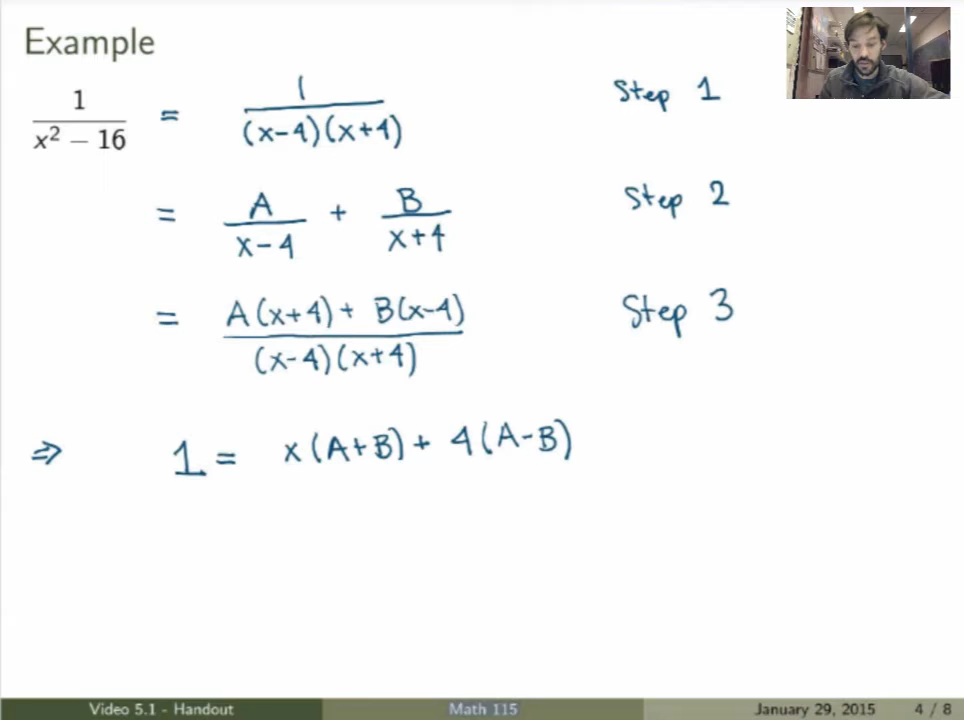 Example
1/(x² − 16) = 1/((x-4)(x+4)) Step 1
= A/(x-4) + B/(x+4) Step 2
= (A(x+4) + B(x-4))/((x-4)(x+4)) Step 3
⇒ 1 = x(A+B) + 4(A-B)
Video 5.1 - Handout Math 115 January 29, 2015 4 / 8